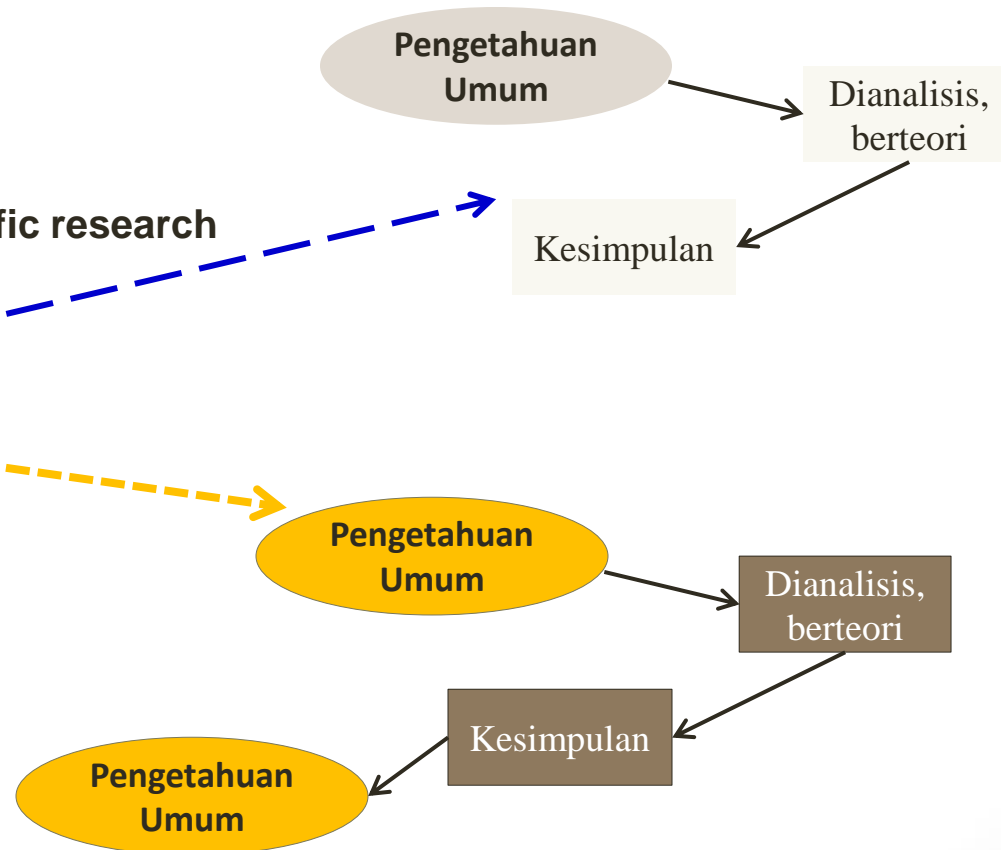 Pengetahuan
Umum
Dianalisis,
berteori
fic research
Kesimpulan
Pengetahuan
Umum
Dianalisis,
berteori
Kesimpulan
Pengetahuan
Umum